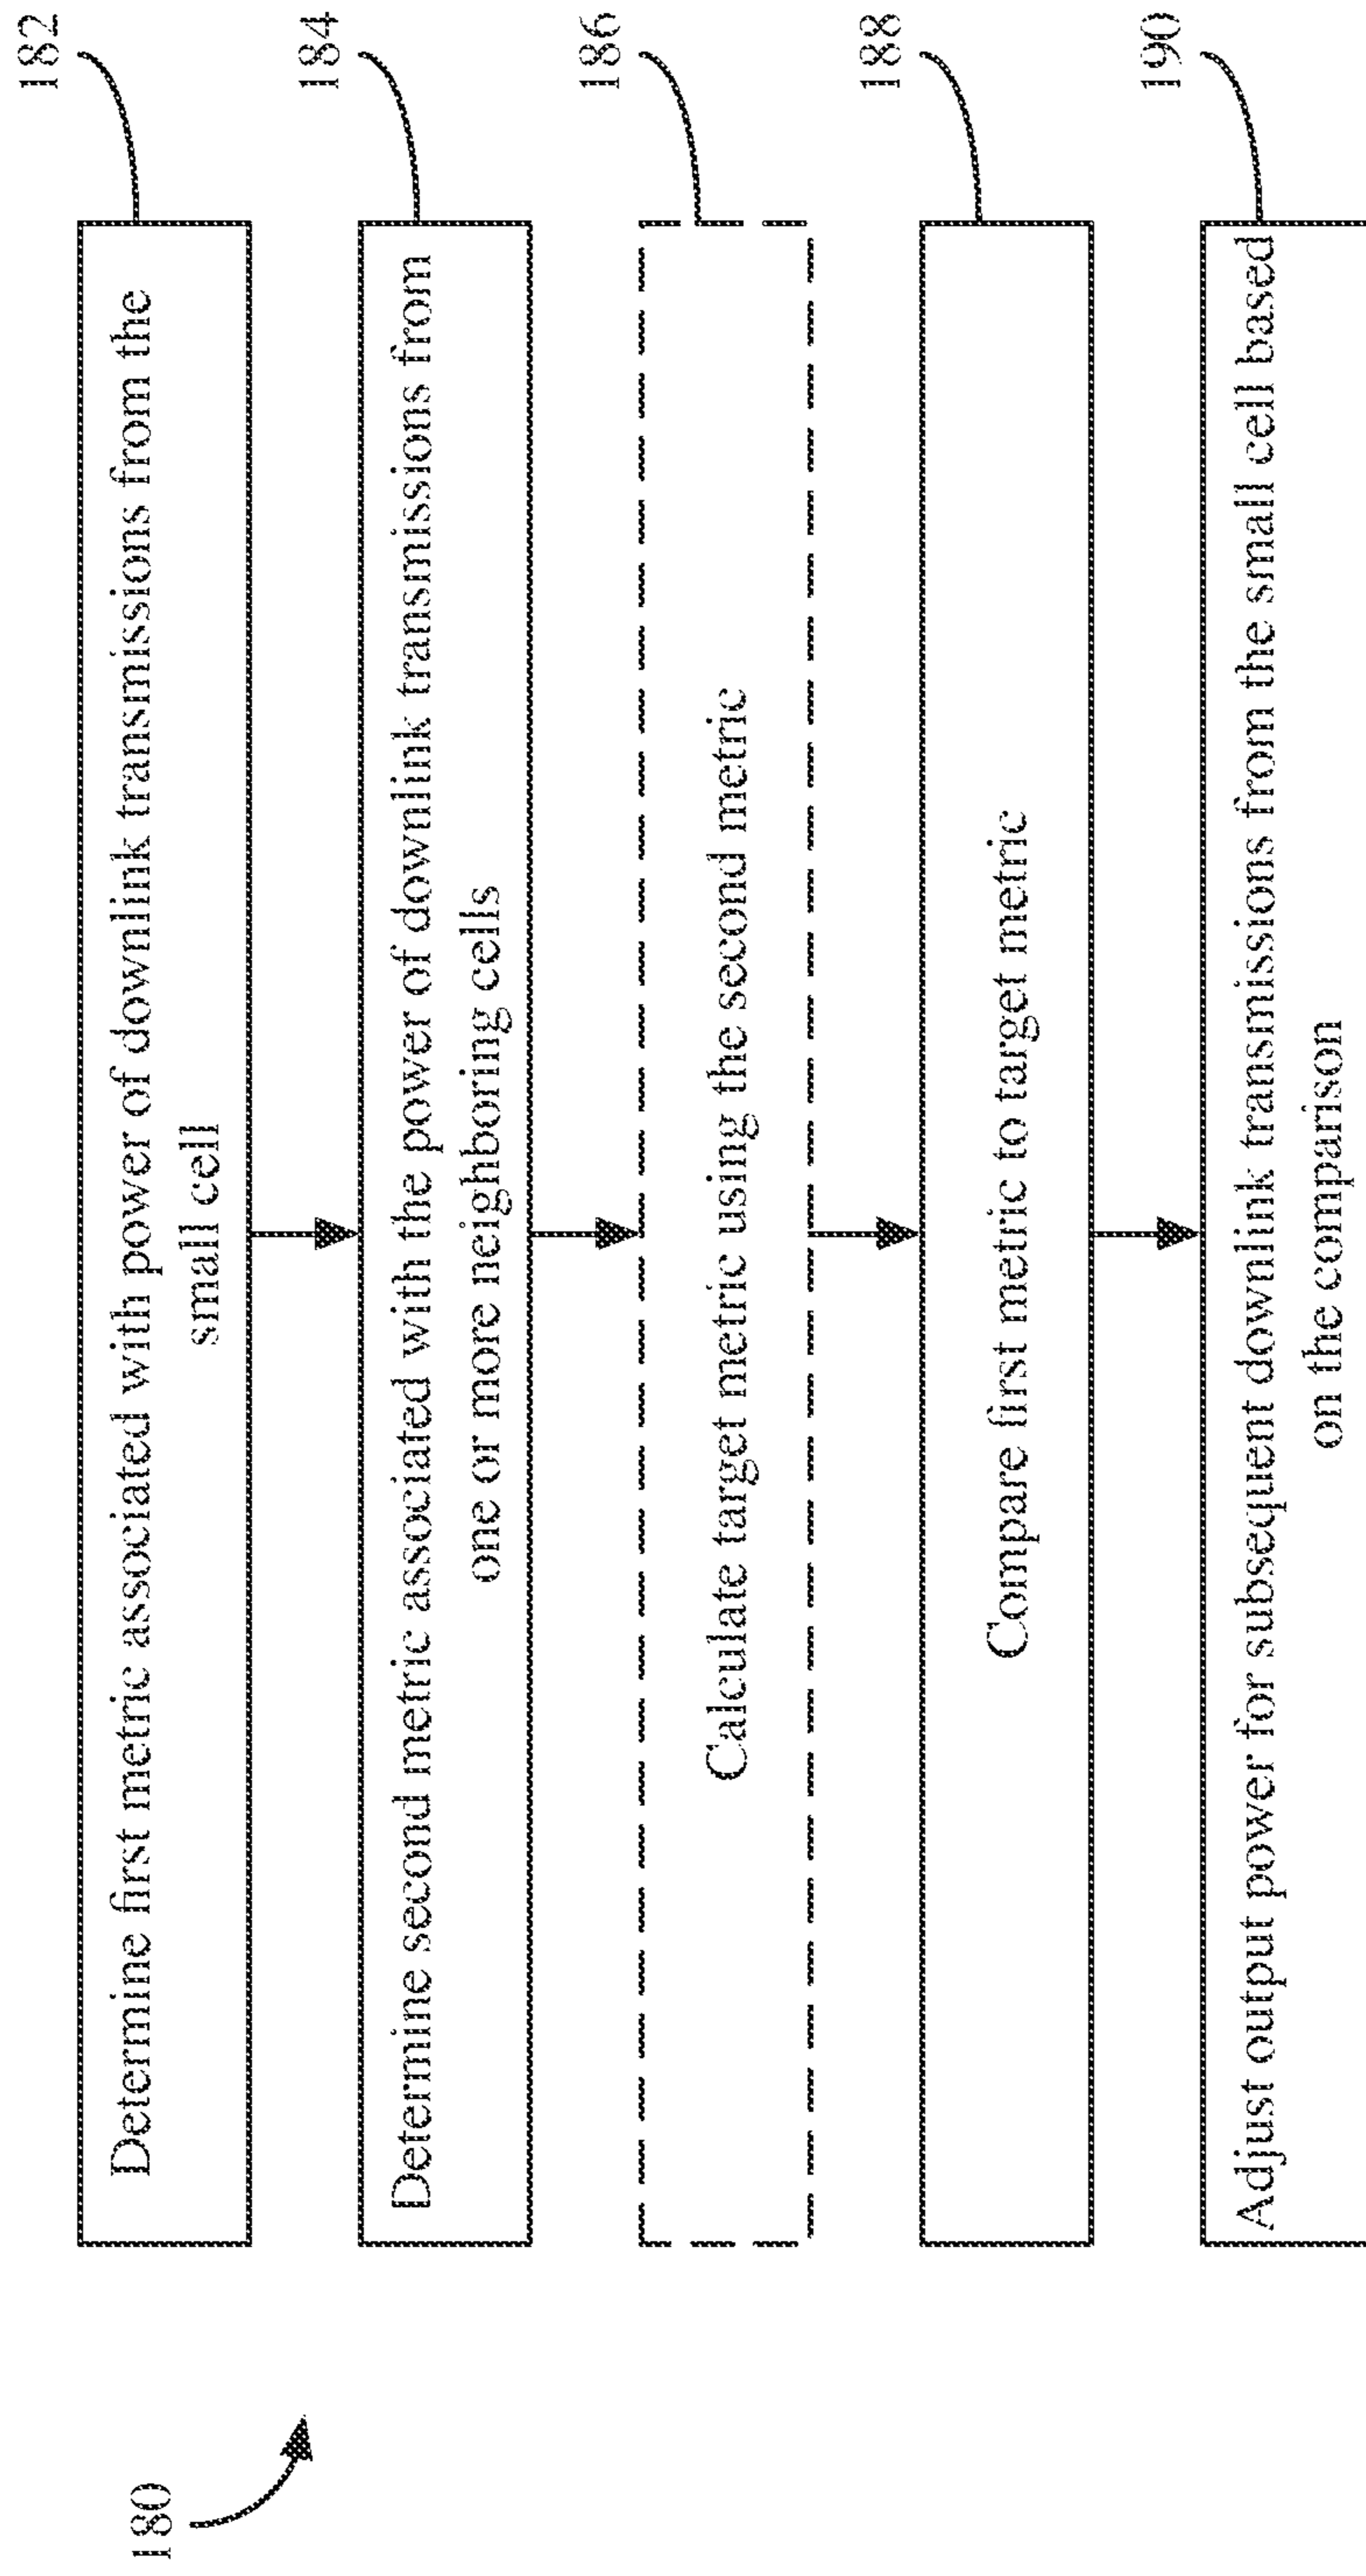 180
182
Determine first metric associated with power of downlink transmissions from the
small cell
184
Determine second metric associated with the power of downlink transmissions from
one or more neighboring cells
186
Calculate target metric using the second metric
188
Compare first metric to target metric
190
Adjust output power for subsequent downlink transmissions from the small cell based
on the comparison